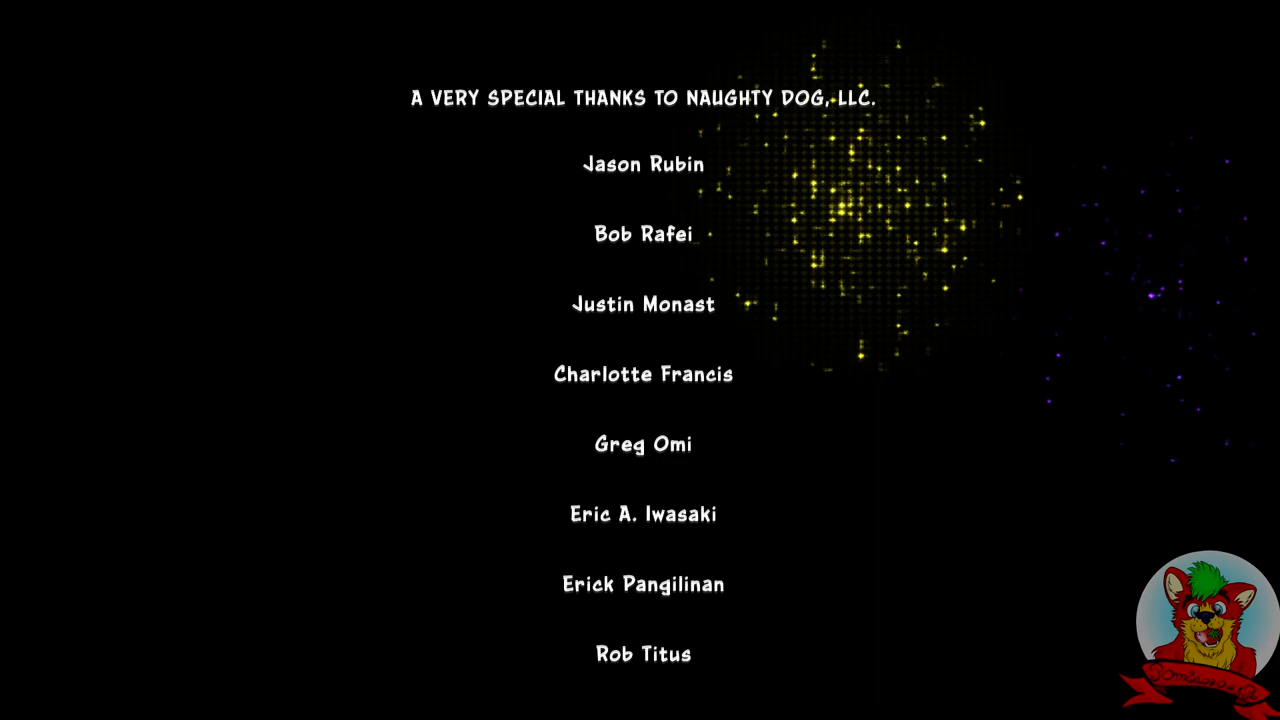 A VERY SPECIAL THANKS TO NAUGHTY DOG, LLC.
Jason Rubin
Bob Rafei
Justin Monast
Charlotte Francis
Greg Omi
Eric A. Iwasaki
Erick Pangilinan
Rob Titus